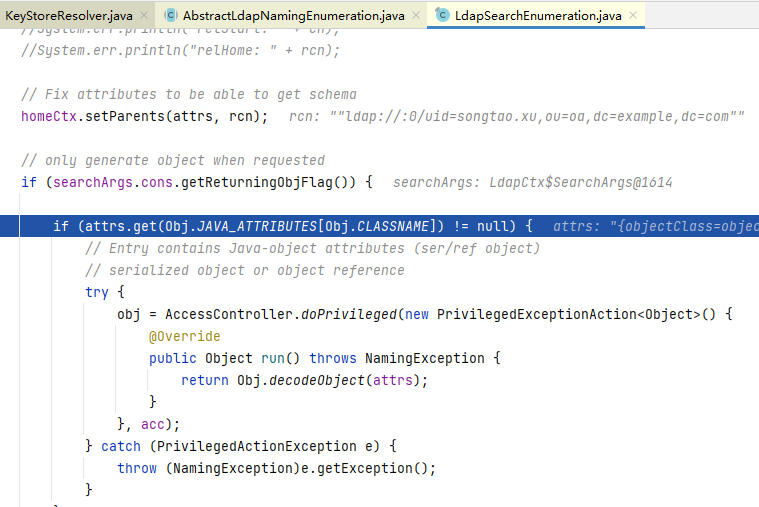 KeyStoreResolver.java AbstractLdapNamingEnumeration.java LdapSearchEnumeration.java
//System.err.println("relStart: " + cn);
//System.err.println("relHome: " + rcn);
// Fix attributes to be able to get schema
homeCtx.setParents(attrs, rcn); rcn: ""ldap://:0/uid=songtao.xu,ou=oa,dc=example,dc=com""
// only generate object when requested
if (searchArgs.cons.getReturningObjFlag()) { searchArgs: LdapCtx$SearchArgs@1614
if (attrs.get(Obj.JAVA_ATTRIBUTES[Obj.CLASSNAME]) != null) { attrs: "{objectClass=objec
// Entry contains Java-object attributes (ser/ref object)
// serialized object or object reference
try {
obj = AccessController.doPrivileged(new PrivilegedExceptionAction<Object>() {
@Override
public Object run() throws NamingException {
return Obj.decodeObject(attrs);
}
}, acc);
} catch (PrivilegedActionException e) {
throw (NamingException)e.getException();
}